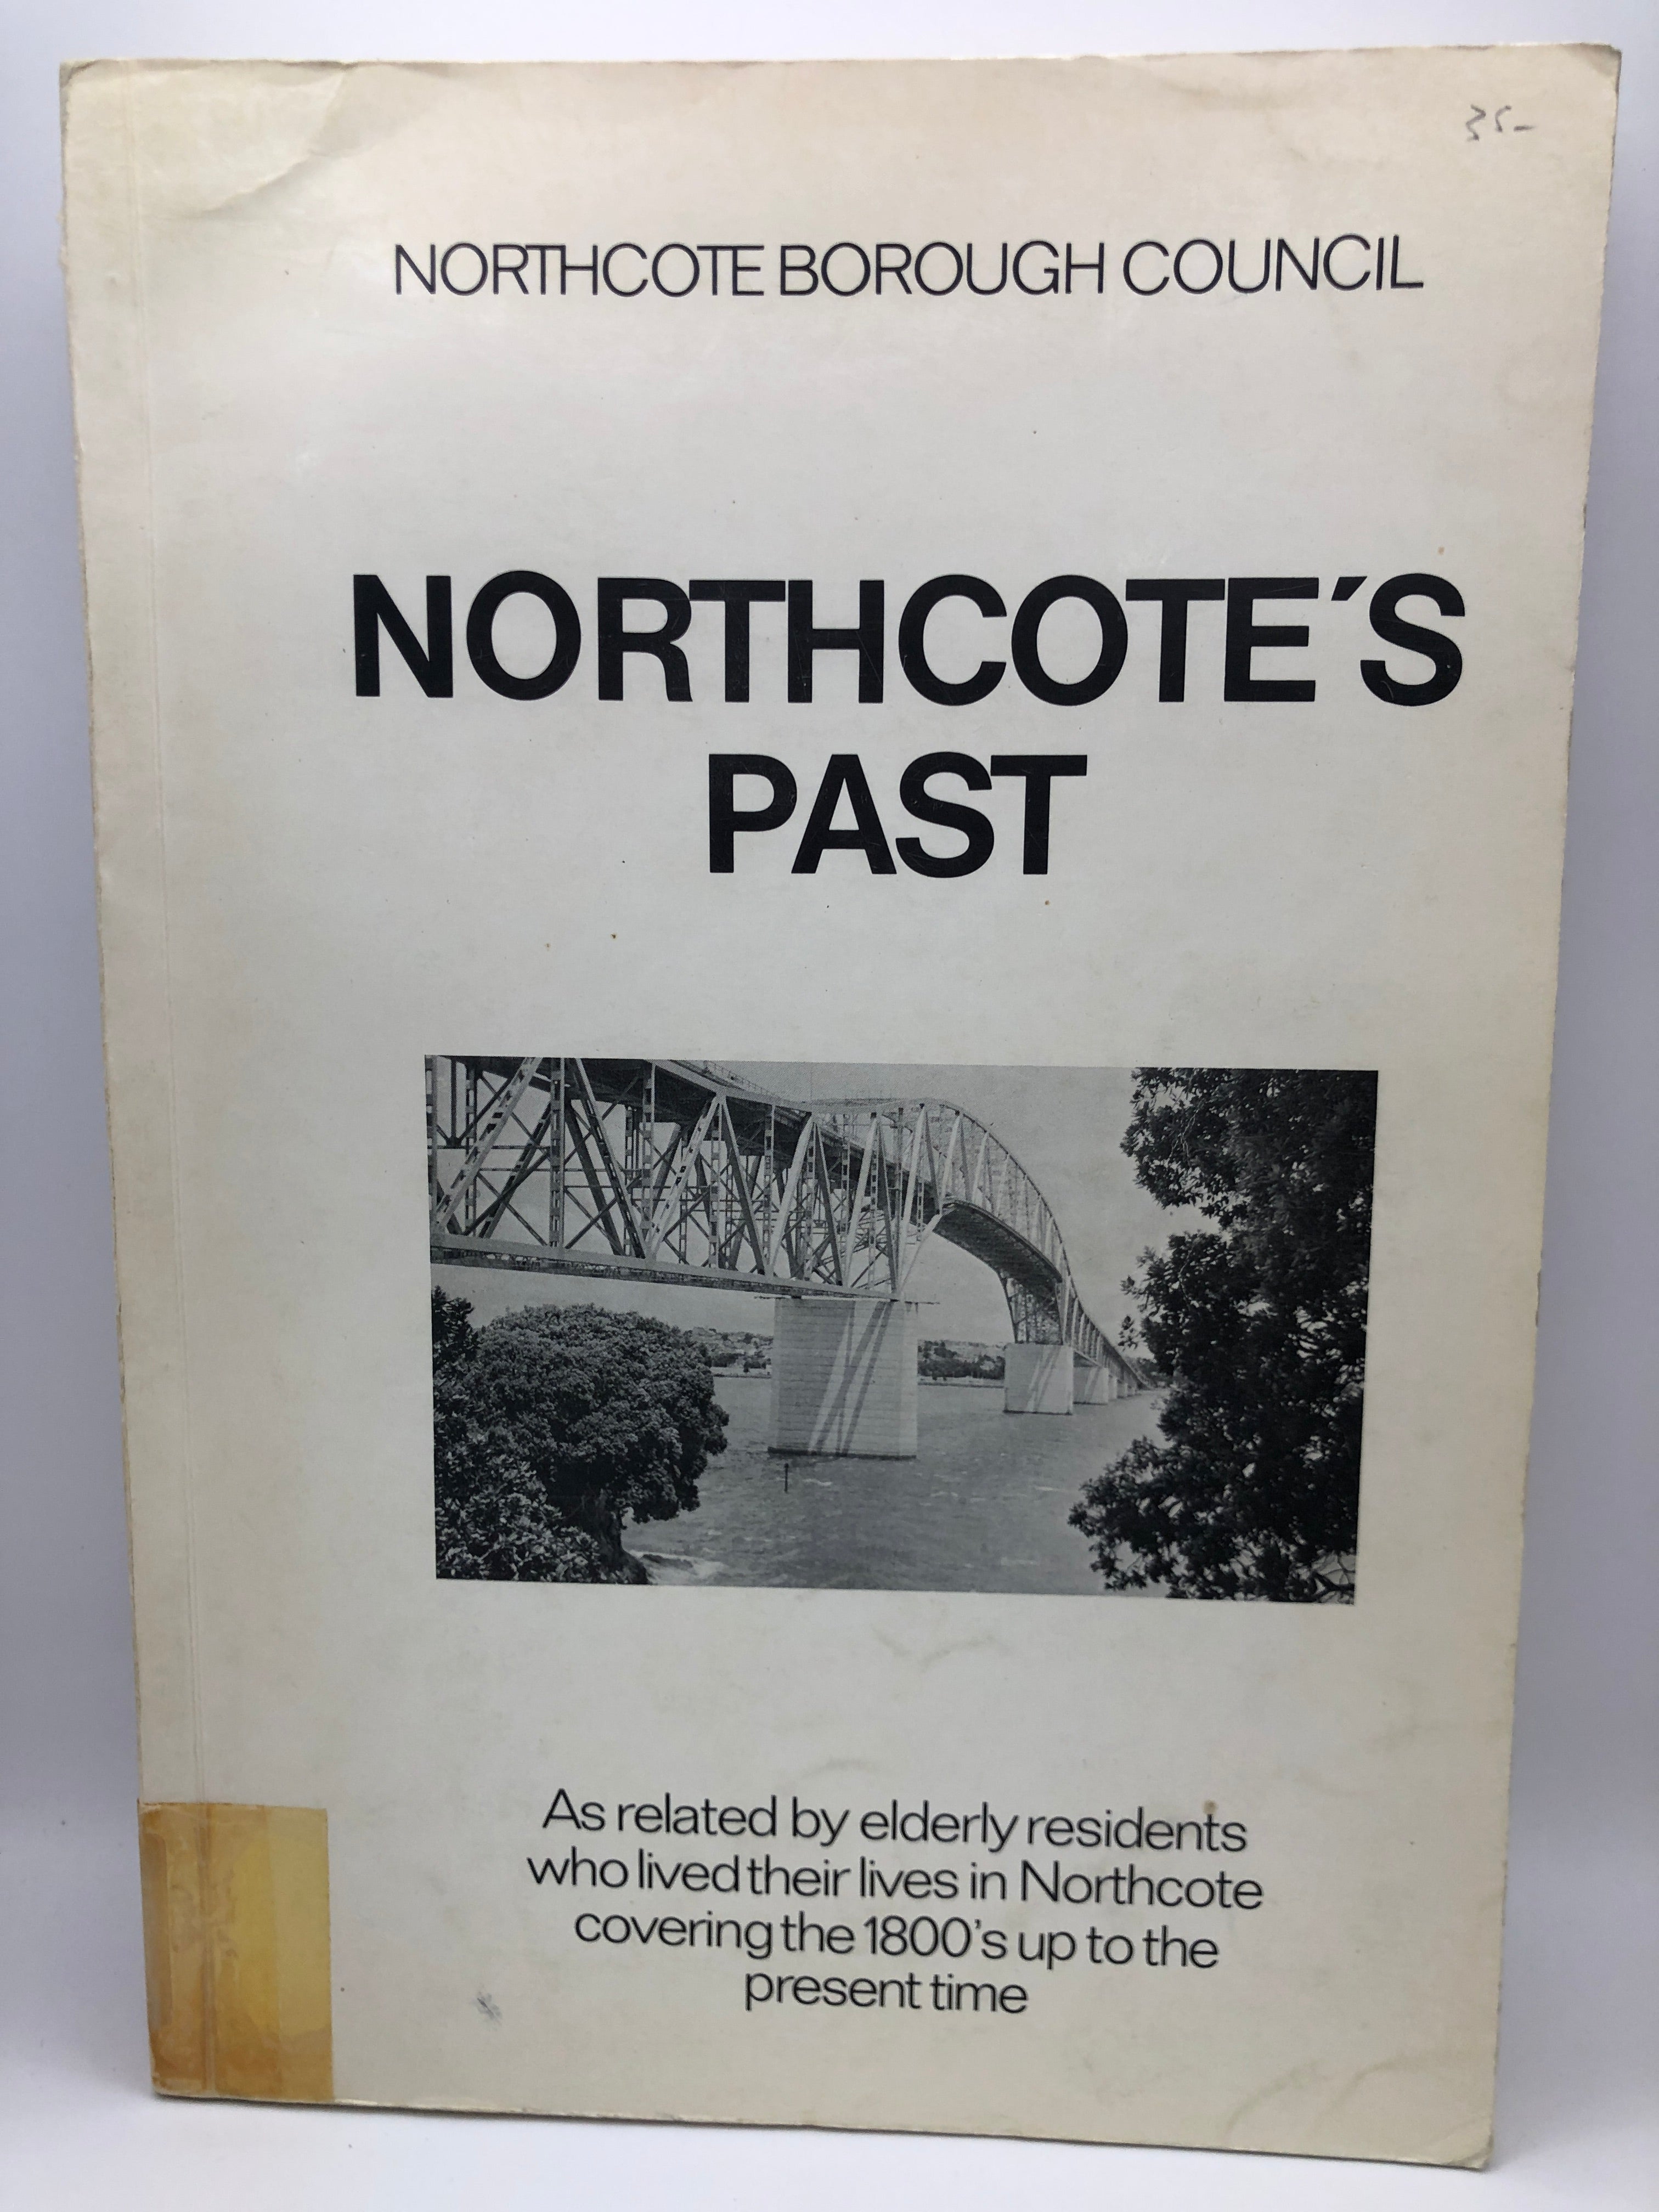 35-
NORTHCOTE BOROUGH COUNCIL
NORTHCOTE'S
PAST
As related by elderly residents
who lived their lives in Northcote
covering the 1800's up to the
present time